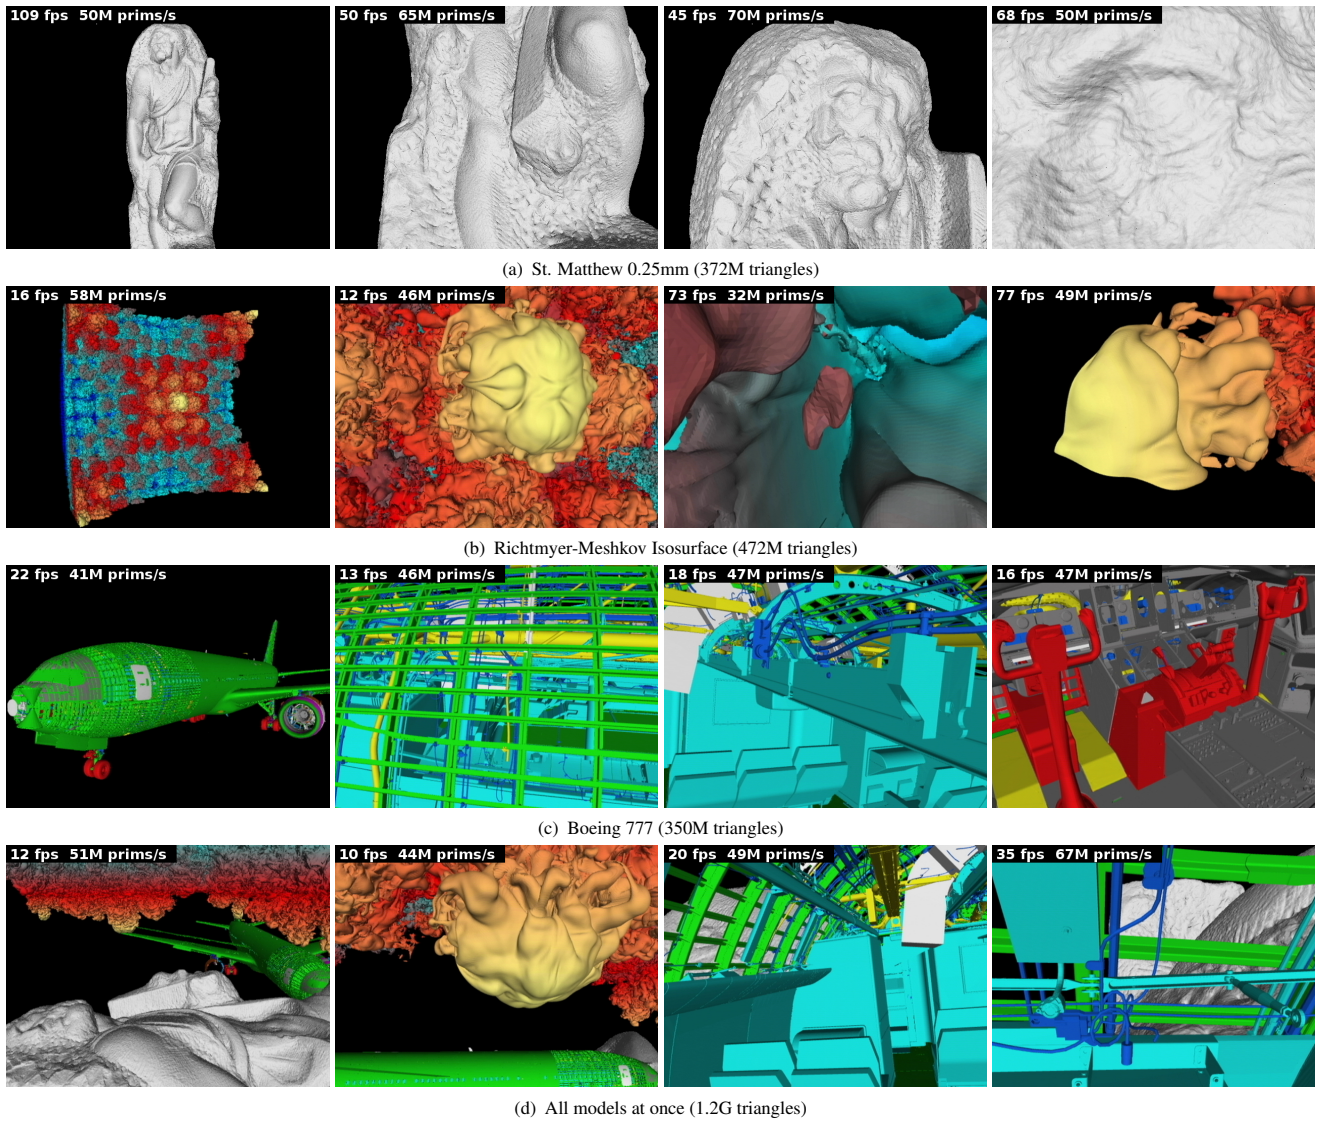 109 fps 50M prims/s
50 fps 65M prims/s
45 fps 70M prims/s
68 fps 50M prims/s
(a) St. Matthew 0.25mm (372M triangles)
16 fps 58M prims/s
12 fps 46M prims/s
73 fps 32M prims/s
77 fps 49M prims/s
(b) Richtmyer-Meshkov Isosurface (472M triangles)
22 fps 41M prims/s
13 fps 46M prims/s
18 fps 47M prims/s
16 fps 47M prims/s
(c) Boeing 777 (350M triangles)
12 fps 51M prims/s
10 fps 44M prims/s
20 fps 49M prims/s
35 fps 67M prims/s
(d) All models at once (1.2G triangles)